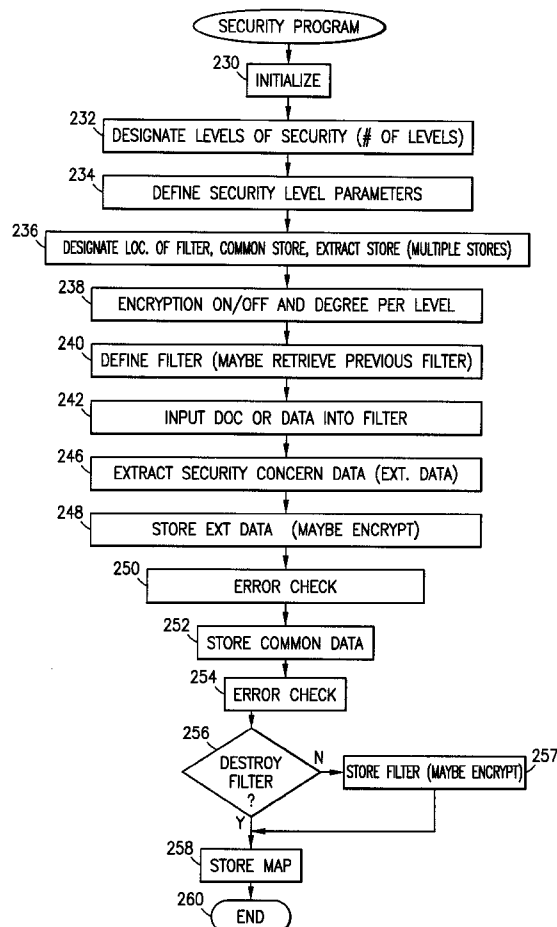 SECURITY PROGRAM
230
INITIALIZE
232
DESIGNATE LEVELS OF SECURITY (# OF LEVELS)
234
DEFINE SECURITY LEVEL PARAMETERS
236
DESIGNATE LOC. OF FILTER, COMMON STORE, EXTRACT STORE (MULTIPLE STORES)
238
ENCRYPTION ON/OFF AND DEGREE PER LEVEL
240
DEFINE FILTER (MAYBE RETRIEVE PREVIOUS FILTER)
242
INPUT DOC OR DATA INTO FILTER
246
EXTRACT SECURITY CONCERN DATA (EXT. DATA)
248
STORE EXT DATA (MAYBE ENCRYPT)
250
ERROR CHECK
252
STORE COMMON DATA
254
ERROR CHECK
256
DESTROY
FILTER
?
N
Y
257
STORE FILTER (MAYBE ENCRYPT)
258
STORE MAP
260
END